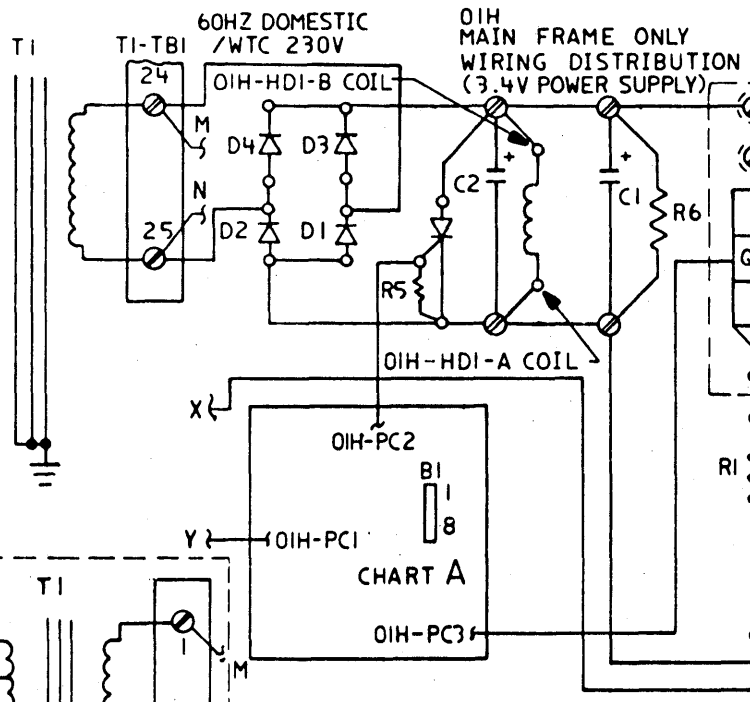 T1
T1-TB1
60HZ DOMESTIC
/WTC 230V
01H
MAIN FRAME ONLY
WIRING DISTRIBUTION
(3.4V POWER SUPPLY)
24
01H-HD1-B COIL
M
D4
D3
+
+
C2
C1
N
R6
25
D2
D1
G
R5
01H-HD1-A COIL
X
01H-PC2
R1
B1
1
8
Y
01H-PC1
CHART A
T1
01H-PC3
1
M